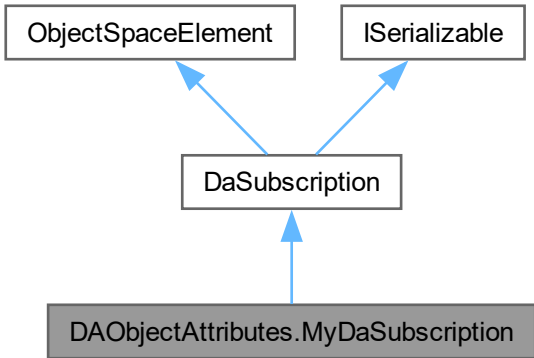 ObjectSpaceElement
ISerializable
DaSubscription
DAObjectAttributes.MyDaSubscription